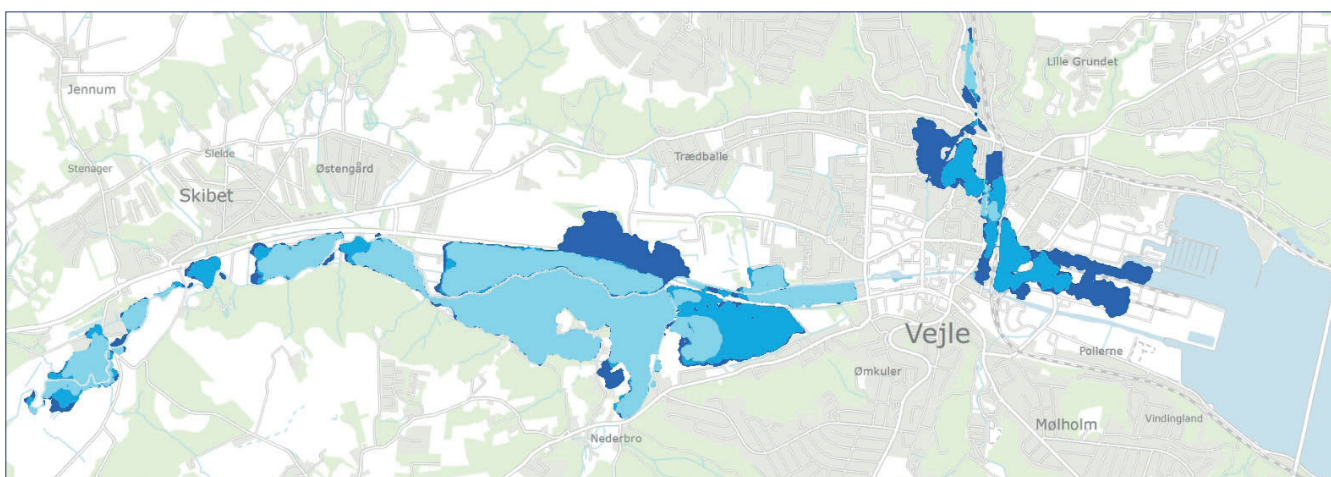 Lille Grundet
Jennum
Trædballe
Slelde
Stenager
Østengård
Skibet
Vejle
Pollerne
Ømkuler
Vindingland
Mølholm
Nederbro